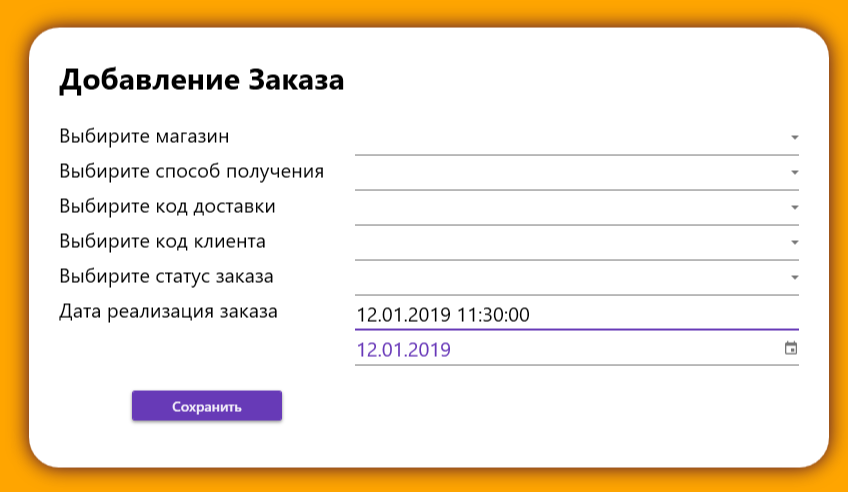 Добавление Заказа
Выбирите магазин
Выбирите способ получения
Выбирите код доставки
Выбирите код клиента
Выбирите статус заказа
Дата реализация заказа 12.01.2019 11:30:00
12.01.2019
Сохранить